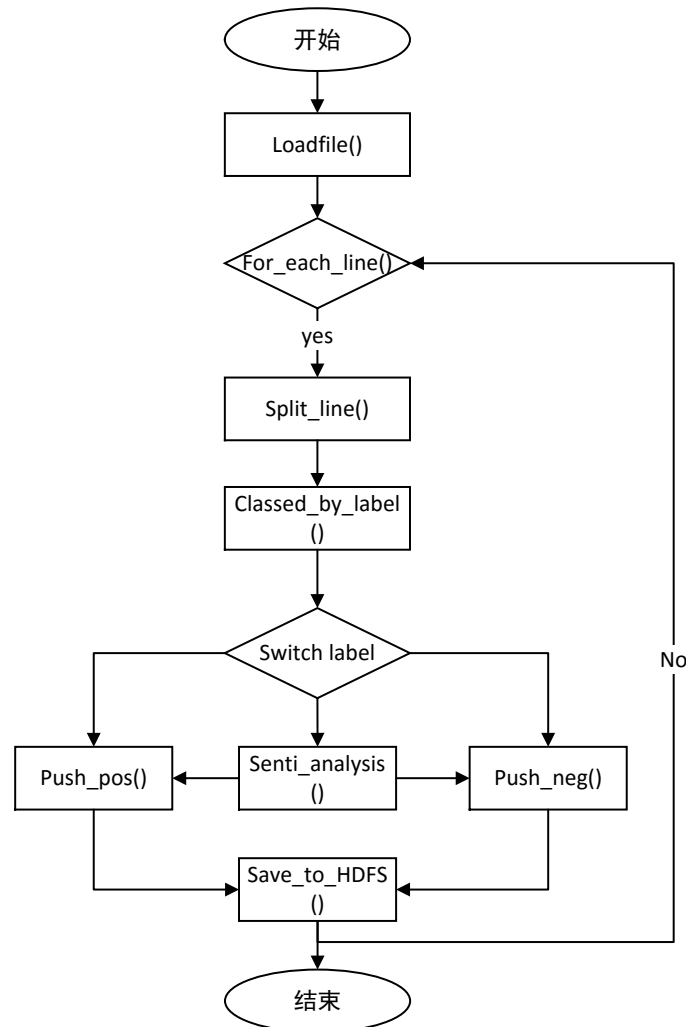 开始
Loadfile()
For_each_line()
yes
Split_line()
Classed_by_label
()
Switch label
No
Push_pos()
Senti_analysis
()
Push_neg()
Save_to_HDFS
()
结束